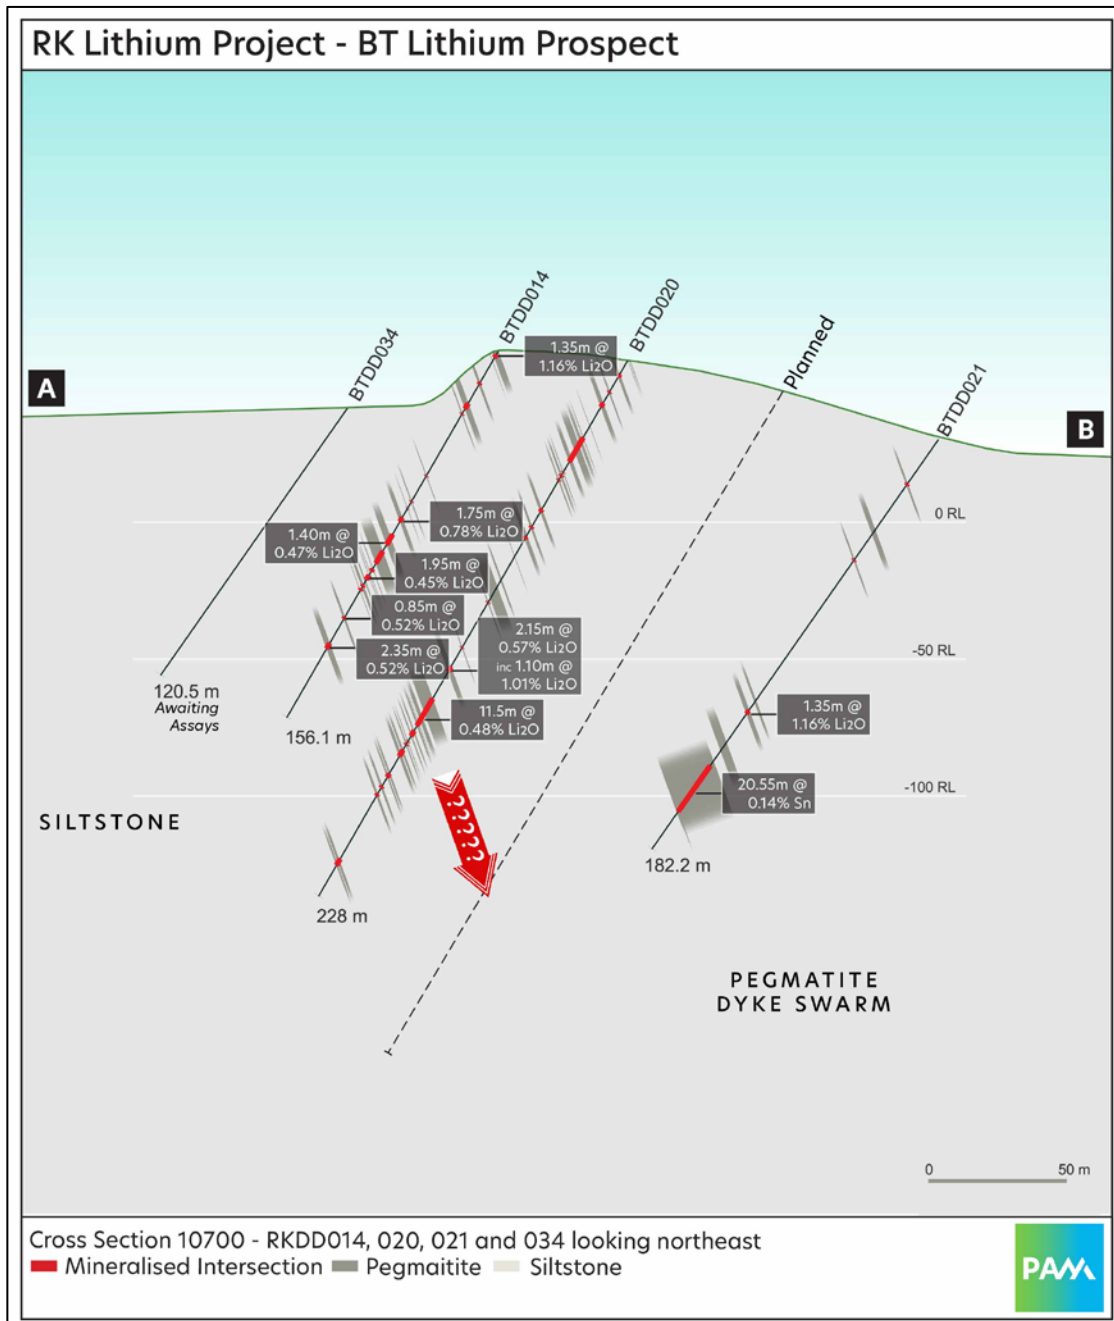 RK Lithium Project - BT Lithium Prospect
BTDD034
BTDD014
BTDD020
Planned
BTDD021
A
B
1.35m @
1.16% Li2O
0 RL
1.75m @
0.78% Li2O
1.40m @
0.47% Li2O
1.95m @
0.45% Li2O
0.85m @
0.52% Li2O
2.35m @
0.52% Li2O
2.15m @
0.57% Li2O
inc 1.10m @
1.01% Li2O
-50 RL
11.5m @
0.48% Li2O
1.35m @
1.16% Li2O
120.5 m
Awaiting
Assays
156.1 m
20.55m @
0.14% Sn
-100 RL
SILTSTONE
?????
182.2 m
228 m
PEGMATITE
DYKE SWARM
0 50 m
Cross Section 10700 - RKDD014, 020, 021 and 034 looking northeast
Mineralised Intersection Pegmaitite Siltstone
PAM